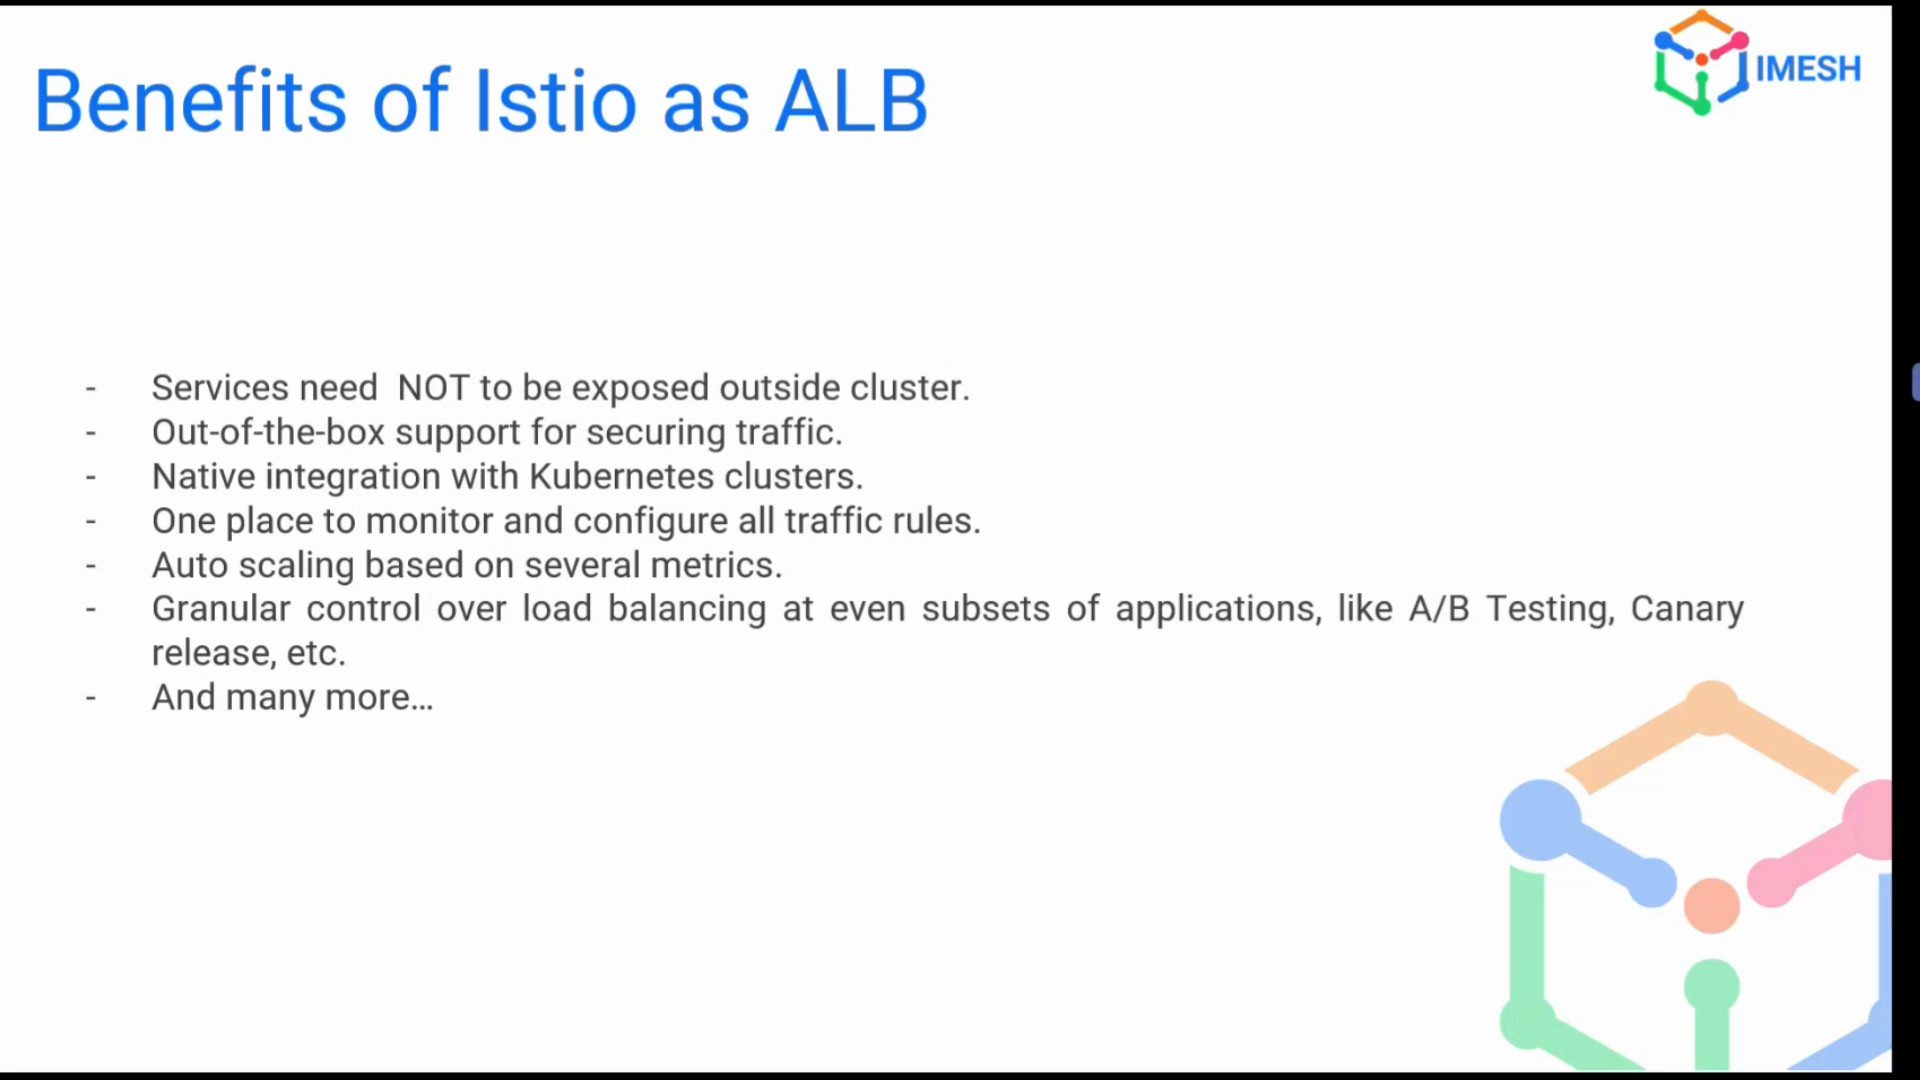 Benefits of Istio as ALB
IMESH
- Services need  NOT to be exposed outside cluster.
- Out-of-the-box support for securing traffic.
- Native integration with Kubernetes clusters.
- One place to monitor and configure all traffic rules.
- Auto scaling based on several metrics.
- Granular control over load balancing at even subsets of applications, like A/B Testing, Canary
release, etc.
- And many more…